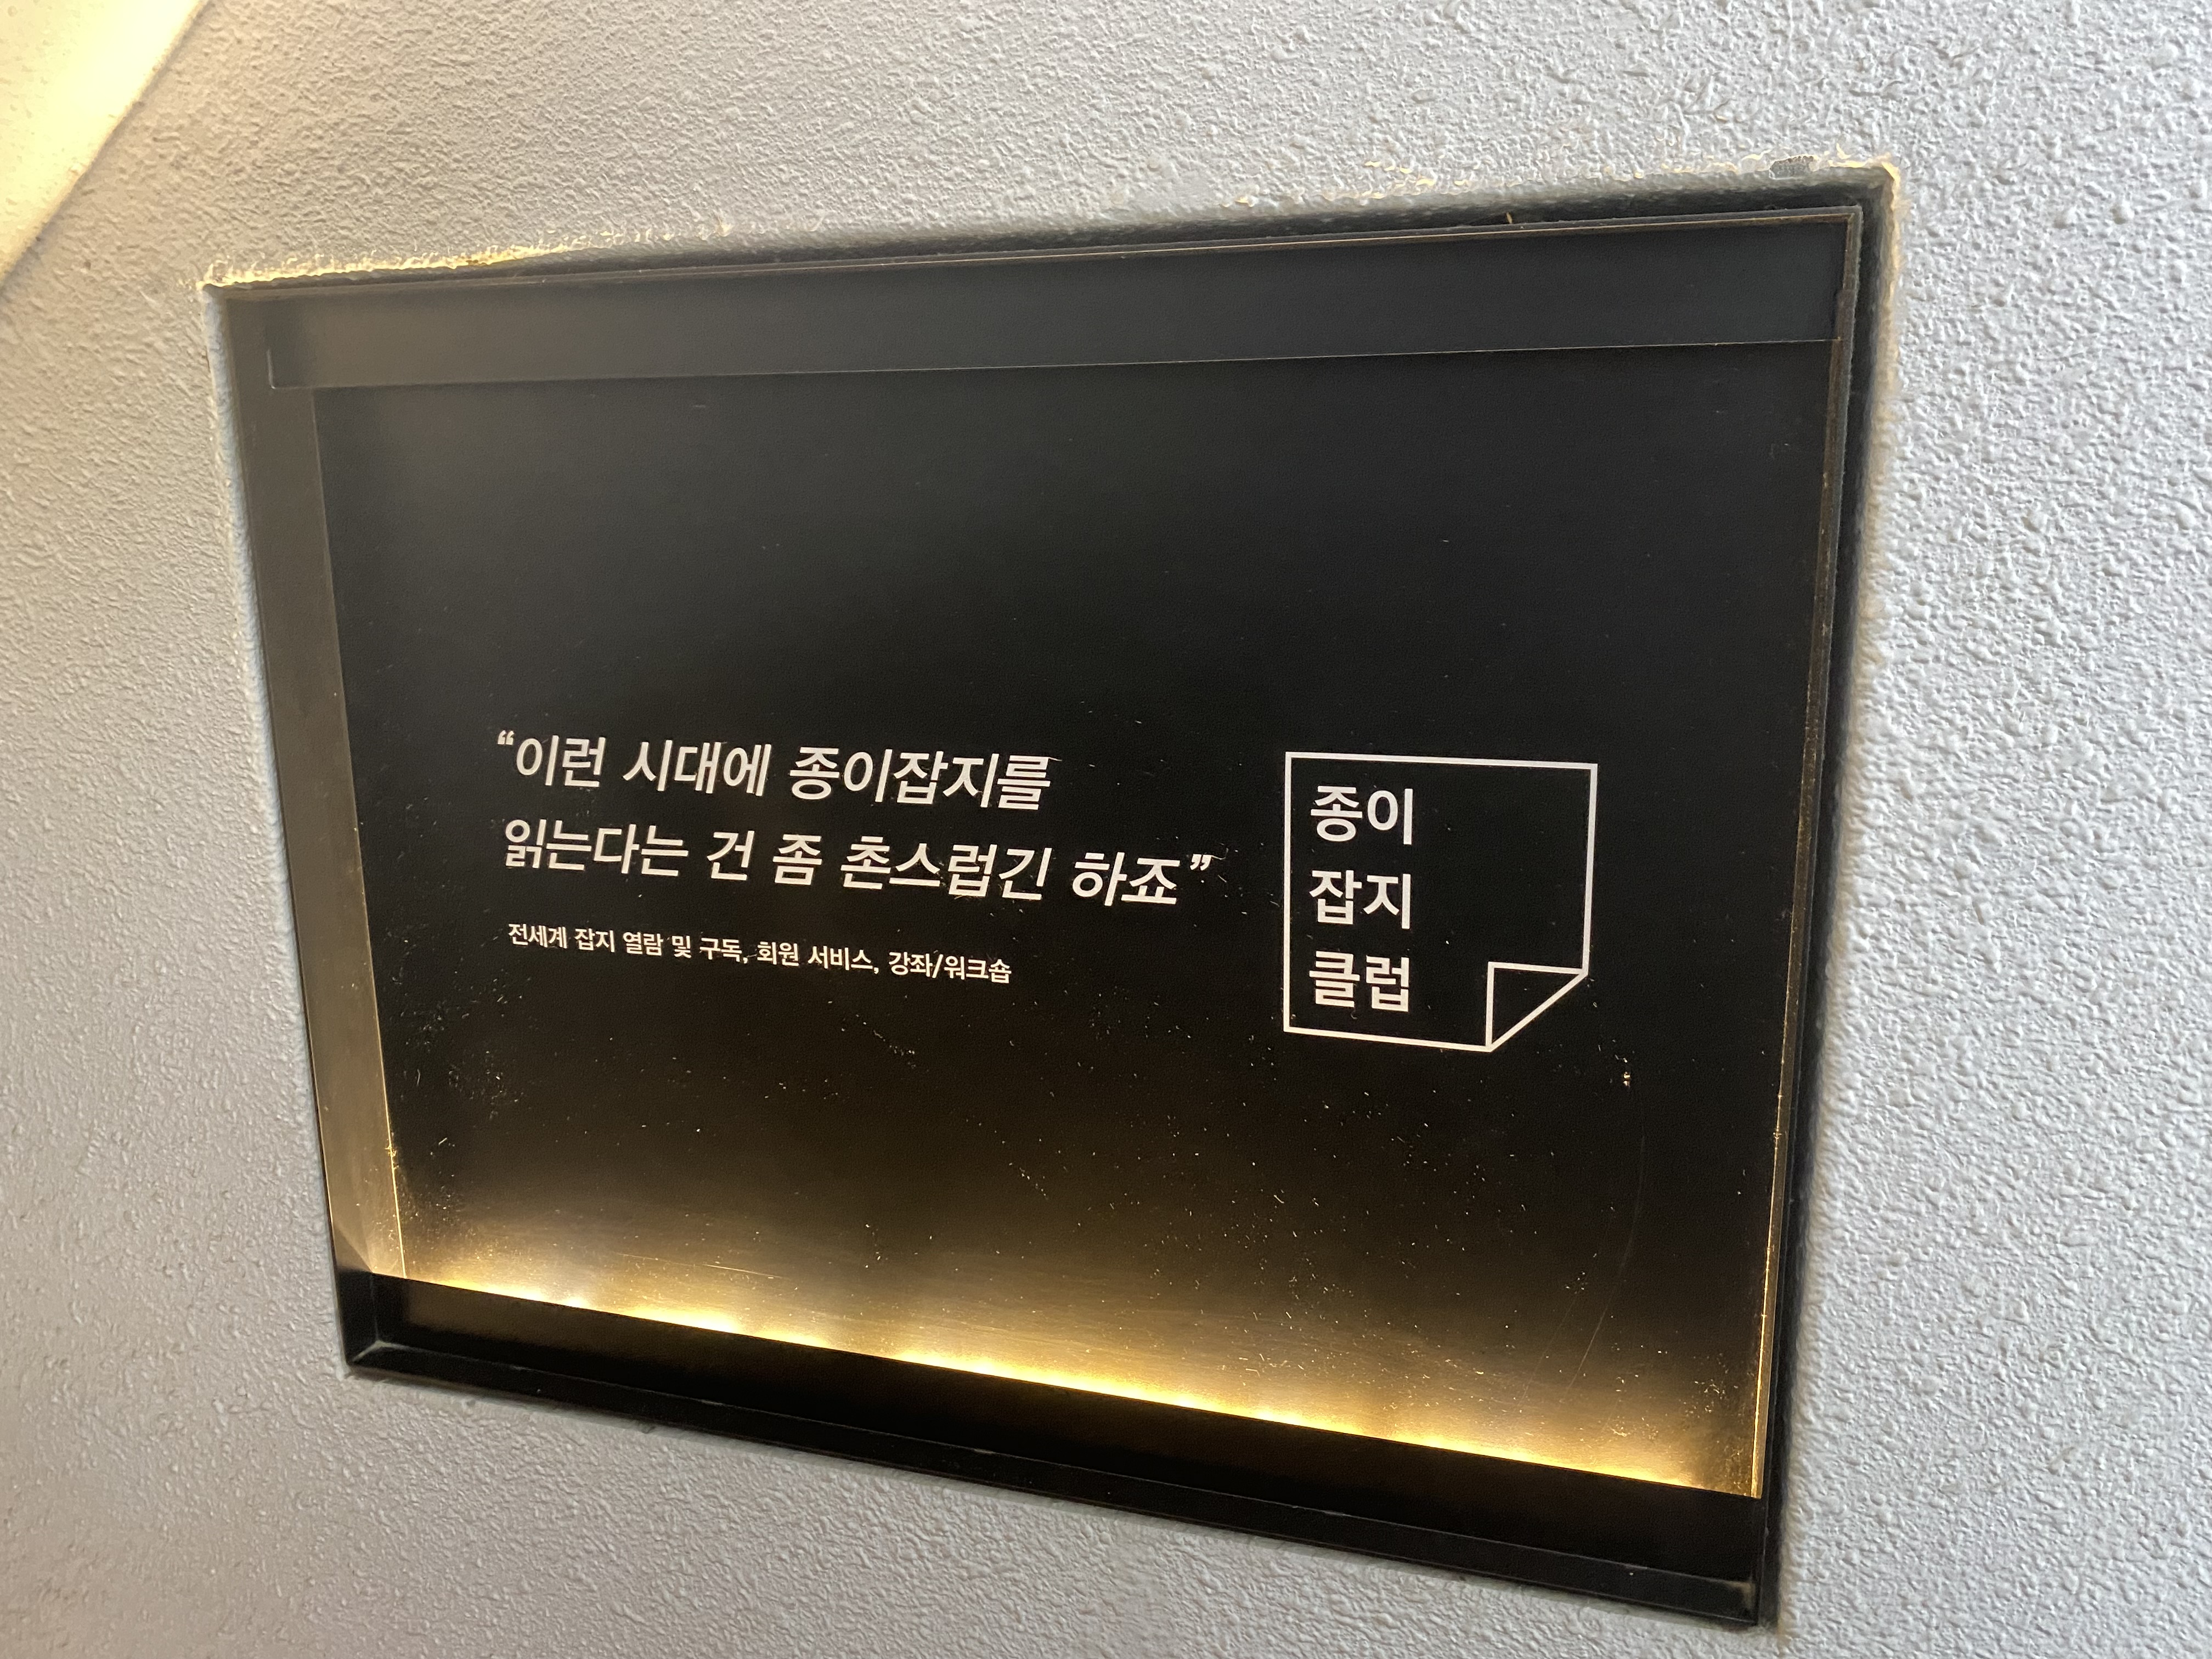 “이런 시대에 종이잡지를
읽는다는 건 좀 촌스럽긴 하죠”
전세계 잡지 열람 및 구독, 회원 서비스, 강좌/워크숍
종이
잡지
클럽